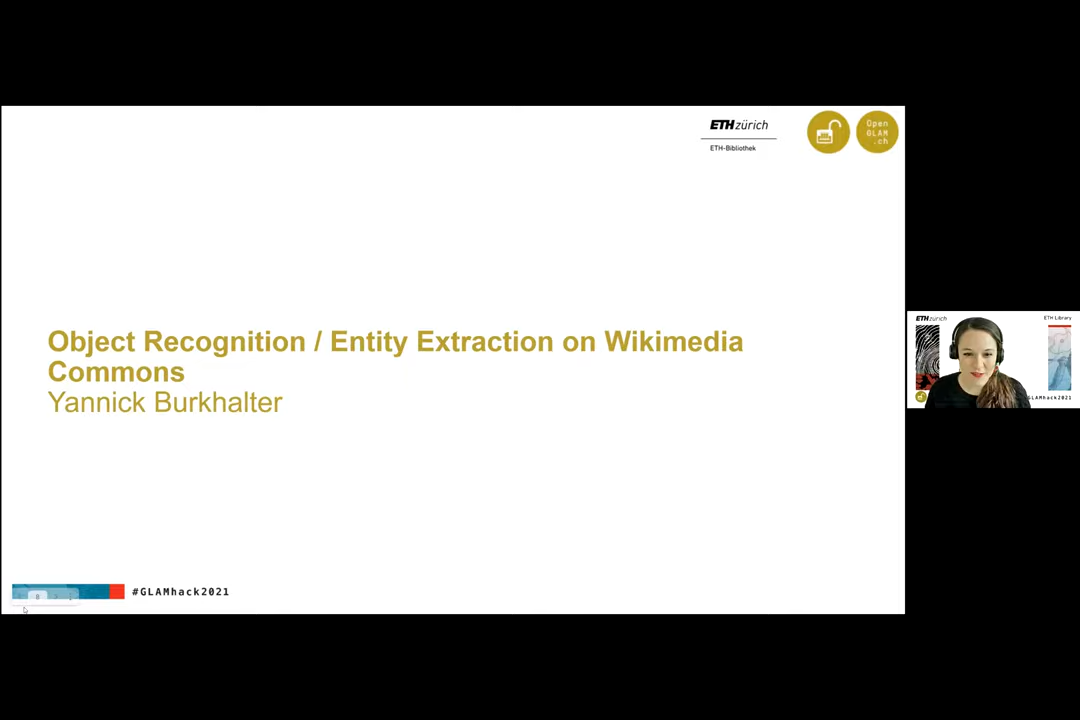 ETH zürich
ETH-Bibliothek
Open
GLAM
.ch
Object Recognition / Entity Extraction on Wikimedia
Commons
Yannick Burkhalter
#GLAMhack2021
ETH zürich
ETH Library
GLAMhack2021